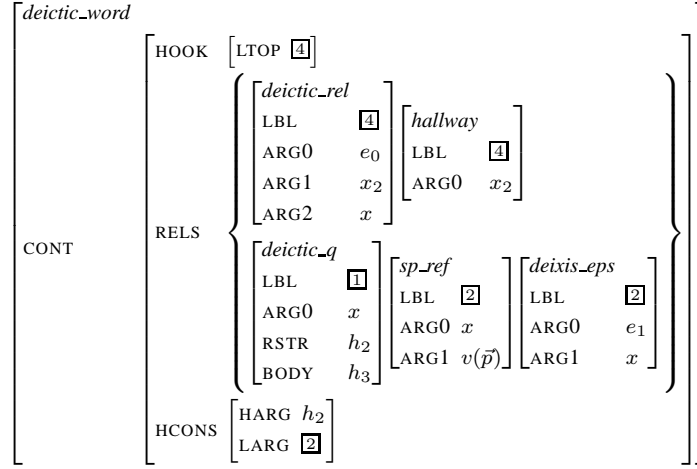 deictic_word
HOOK [LTOP 4]
deictic_rel
LBL 4
ARG0 e₀
ARG1 x₂
ARG2 x
hallway
LBL 4
ARG0 x₂
CONT
RELS
deictic_q
LBL 1
ARG0 x
RSTR h₂
BODY h₃
sp_ref
LBL 2
ARG0 x
ARG1 v(p⃗)
deixis_eps
LBL 2
ARG0 e₁
ARG1 x
HCONS
HARG h₂
LARG 2